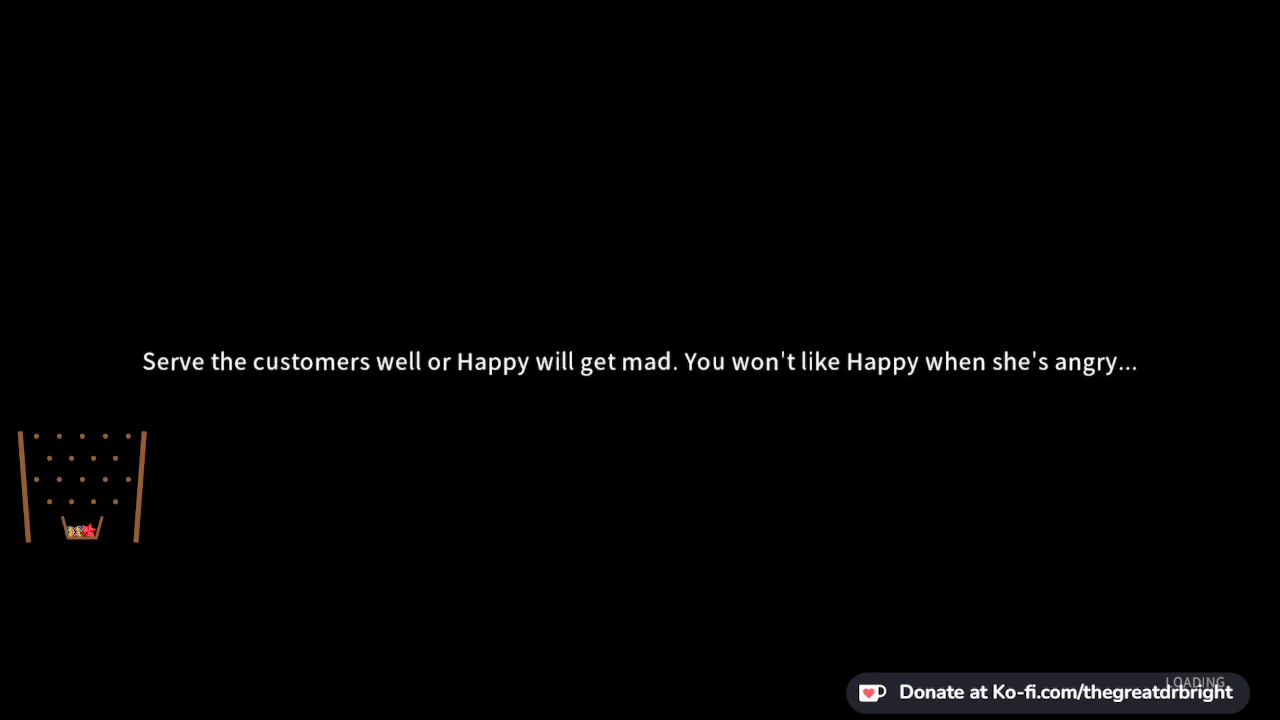 Serve the customers well or Happy will get mad. You won't like Happy when she's angry...
LOADING
Donate at Ko-fi.com/thegreatdrbright